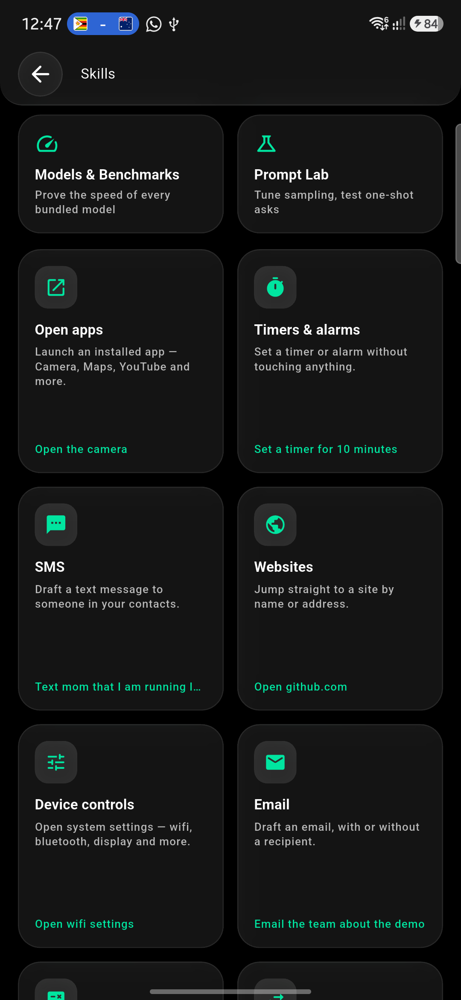 12:47
-
6
84
Skills
Models & Benchmarks
Prove the speed of every
bundled model
Prompt Lab
Tune sampling, test one-shot
asks
Open apps
Launch an installed app —
Camera, Maps, YouTube and
more.
Open the camera
Timers & alarms
Set a timer or alarm without
touching anything.
Set a timer for 10 minutes
SMS
Draft a text message to
someone in your contacts.
Text mom that I am running l…
Websites
Jump straight to a site by
name or address.
Open github.com
Device controls
Open system settings — wifi,
bluetooth, display and more.
Open wifi settings
Email
Draft an email, with or without
a recipient.
Email the team about the demo